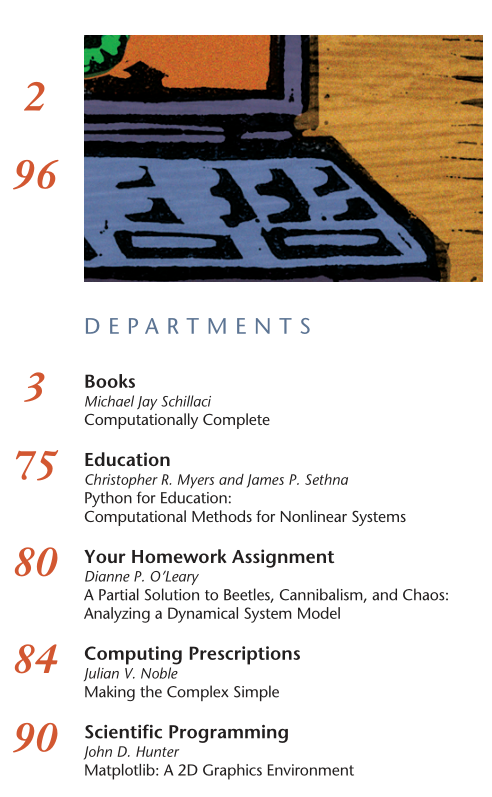 2
96
DEPARTMENTS
3
Books
Michael Jay Schillaci
Computationally Complete
75
Education
Christopher R. Myers and James P. Sethna
Python for Education:
Computational Methods for Nonlinear Systems
80
Your Homework Assignment
Dianne P. O’Leary
A Partial Solution to Beetles, Cannibalism, and Chaos:
Analyzing a Dynamical System Model
84
Computing Prescriptions
Julian V. Noble
Making the Complex Simple
90
Scientific Programming
John D. Hunter
Matplotlib: A 2D Graphics Environment